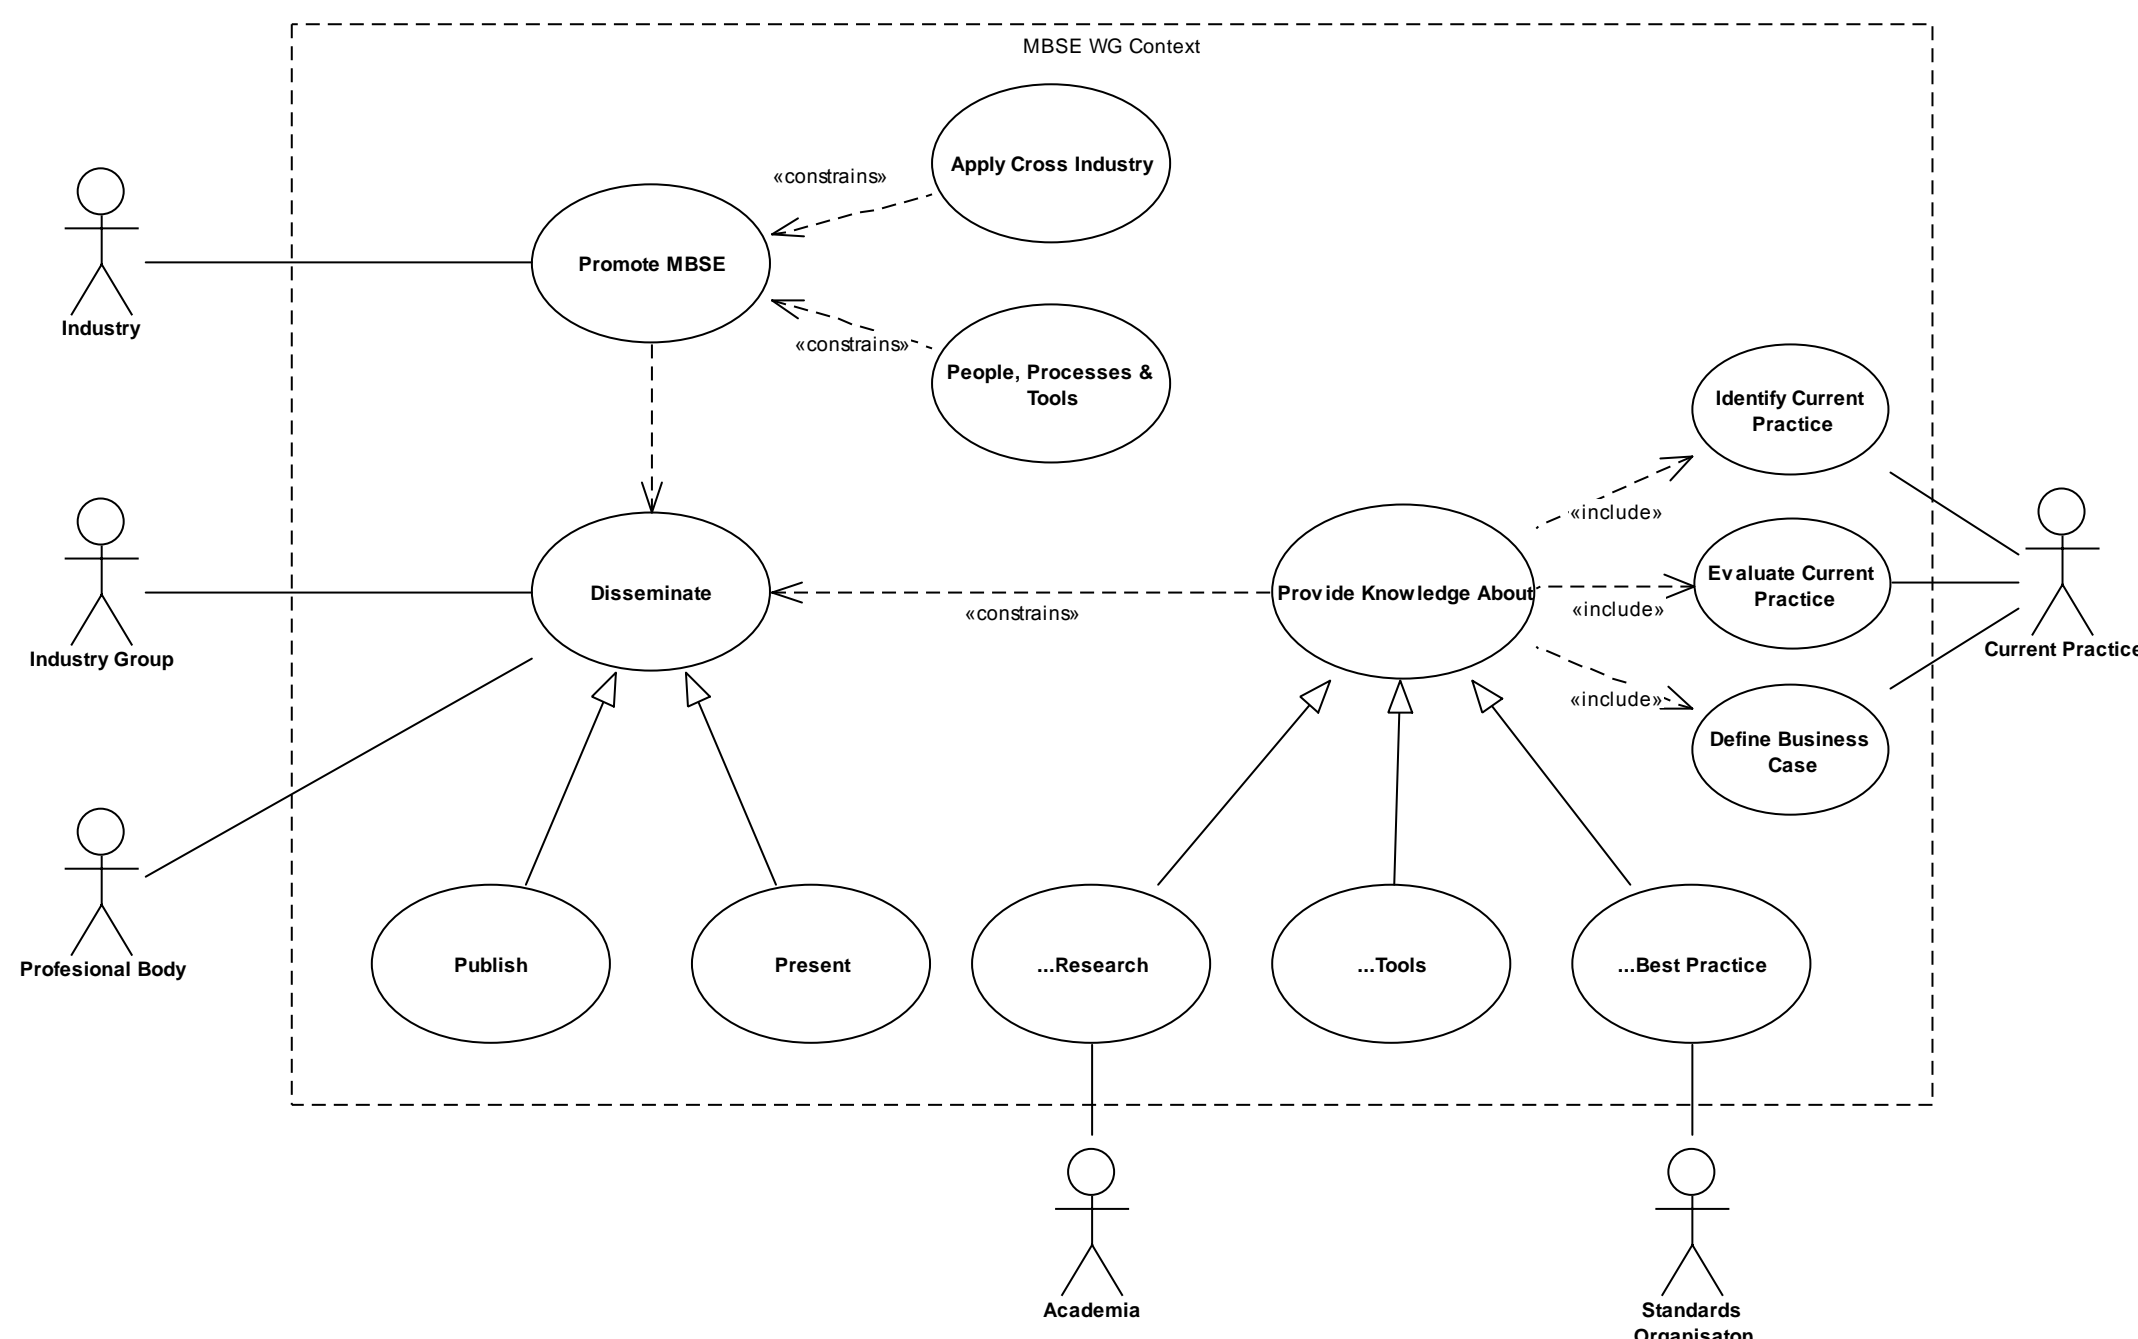 MBSE WG Context
Apply Cross Industry
«constrains»
Promote MBSE
Industry
«constrains»
People, Processes &
Tools
Identify Current
Practice
«include»
Industry Group
Disseminate
«constrains»
Provide Knowledge About
Evaluate Current
Practice
«include»
Current Practice
«include»
Define Business
Case
Profesional Body
Publish
Present
...Research
...Tools
...Best Practice
Academia
Standards
Organisaton